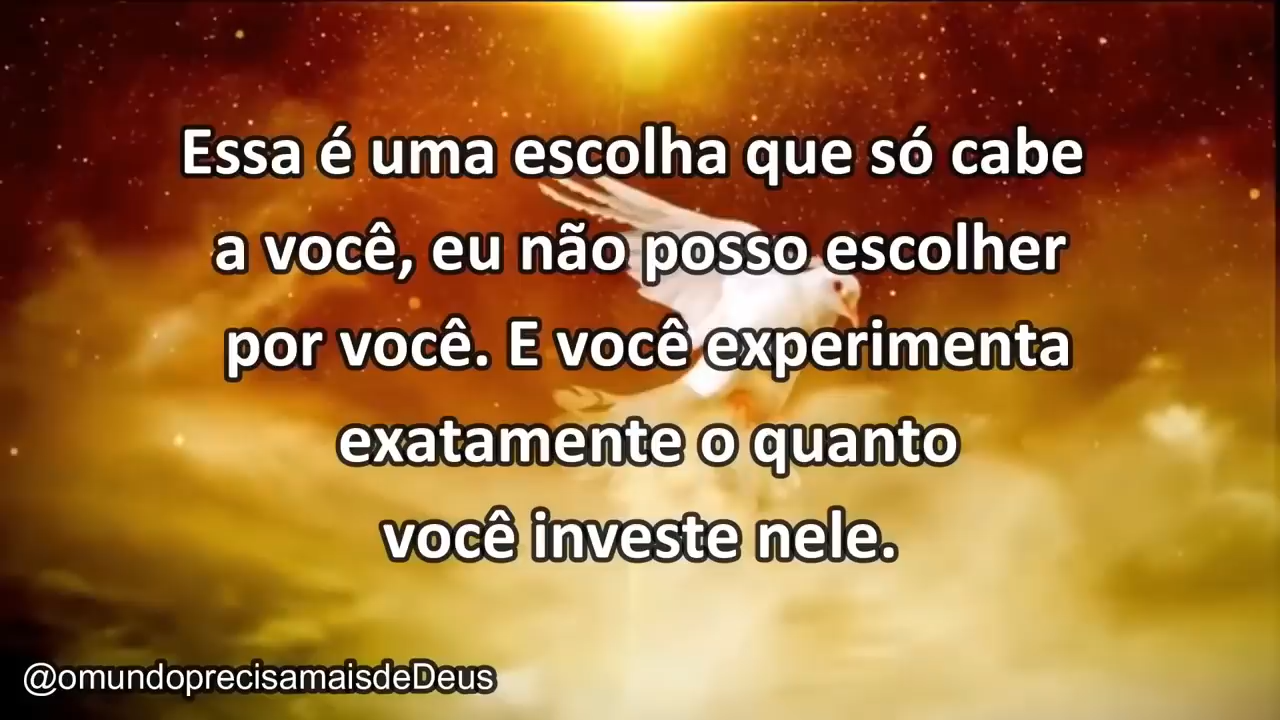 Essa é uma escolha que só cabe
a você, eu não posso escolher
por você. E você experimenta
exatamente o quanto
você investe nele.
@omundoprecisamaisdeDeus